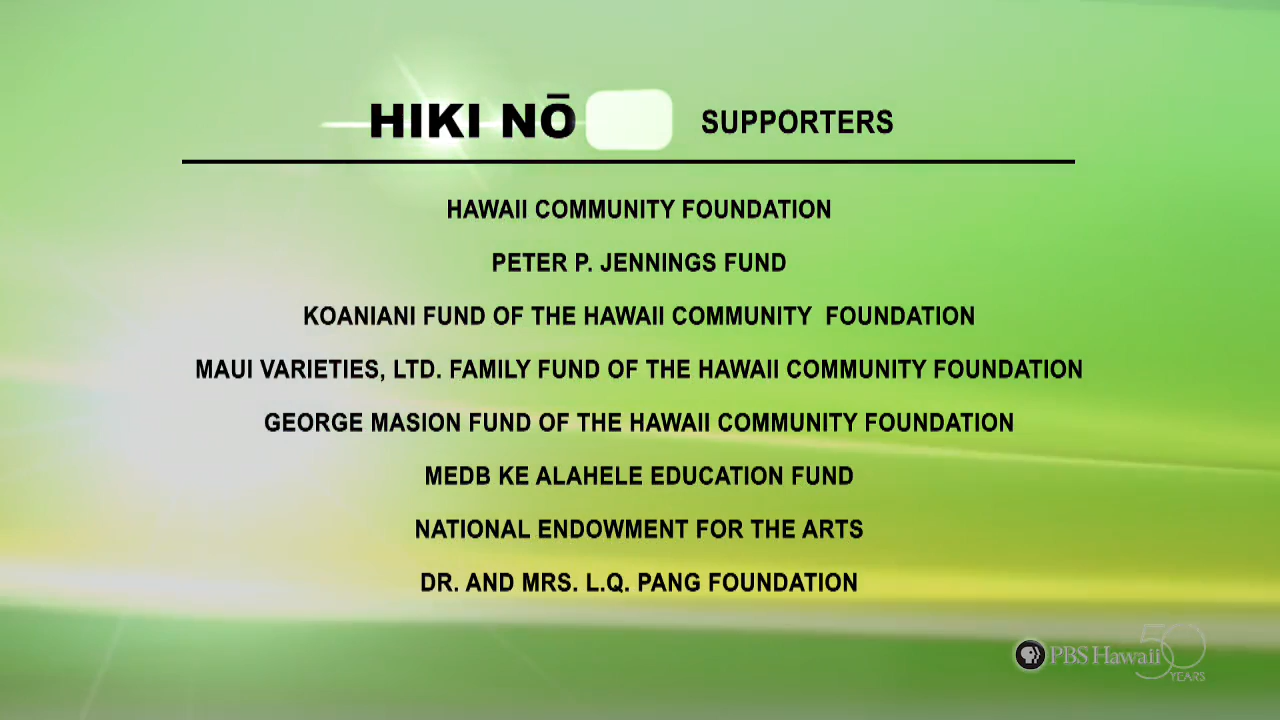 HIKI NŌ SUPPORTERS
HAWAII COMMUNITY FOUNDATION
PETER P. JENNINGS FUND
KOANIANI FUND OF THE HAWAII COMMUNITY FOUNDATION
MAUI VARIETIES, LTD. FAMILY FUND OF THE HAWAII COMMUNITY FOUNDATION
GEORGE MASION FUND OF THE HAWAII COMMUNITY FOUNDATION
MEDB KE ALAHELE EDUCATION FUND
NATIONAL ENDOWMENT FOR THE ARTS
DR. AND MRS. L.Q. PANG FOUNDATION
PBS Hawaii 50
YEARS